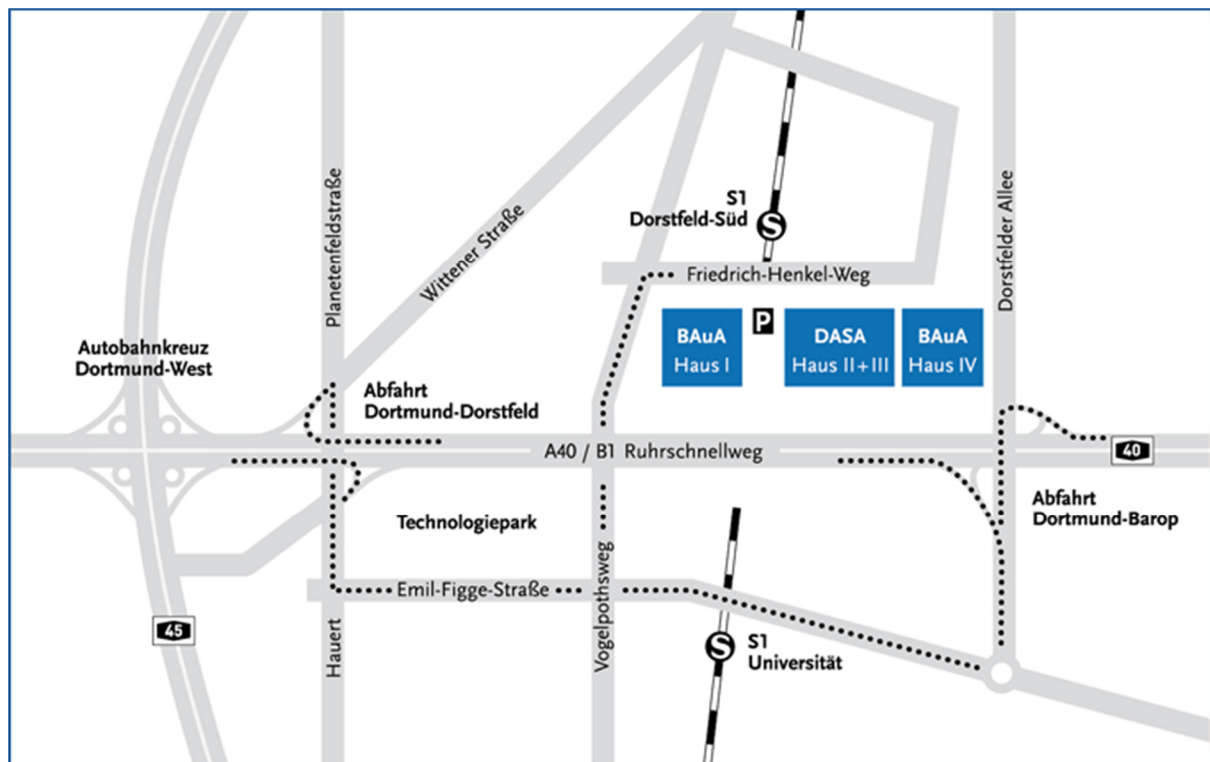 Planetenfeldstraße
Wittener Straße
S1
Dorstfeld-Süd
S
Dorstfelder Allee
Friedrich-Henkel-Weg
BAuA
Haus I
P
DASA
Haus II+III
BAuA
Haus IV
Autobahnkreuz
Dortmund-West
Abfahrt
Dortmund-Dorstfeld
A40 / B1 Ruhrschnellweg
40
Abfahrt
Dortmund-Barop
Technologiepark
Emil-Figge-Straße
Vogelpothsweg
Hauert
45
S
S1
Universität